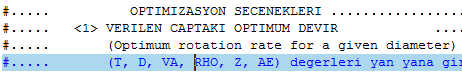 #..... OPTIMIZASYON SECENEKLERI ....................
#..... <1> VERILEN CAPTAKI OPTIMUM DEVIR .....
#..... (Optimum rotation rate for a given diameter)
#..... (T, D, VA, RHO, Z, AE) degerleri yan yana gir